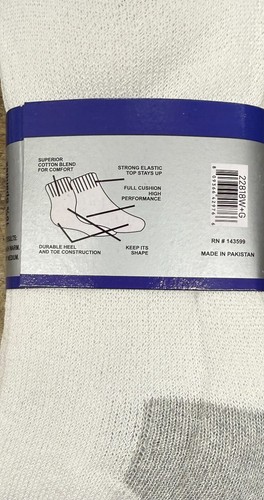 SUPERIOR
COTTON BLEND
FOR COMFORT
STRONG ELASTIC
TOP STAYS UP
FULL CUSHION
HIGH
PERFORMANCE
DURABLE HEEL
AND TOE CONSTRUCTION
KEEP ITS
SHAPE
22818W+G
RN # 143599
MADE IN PAKISTAN